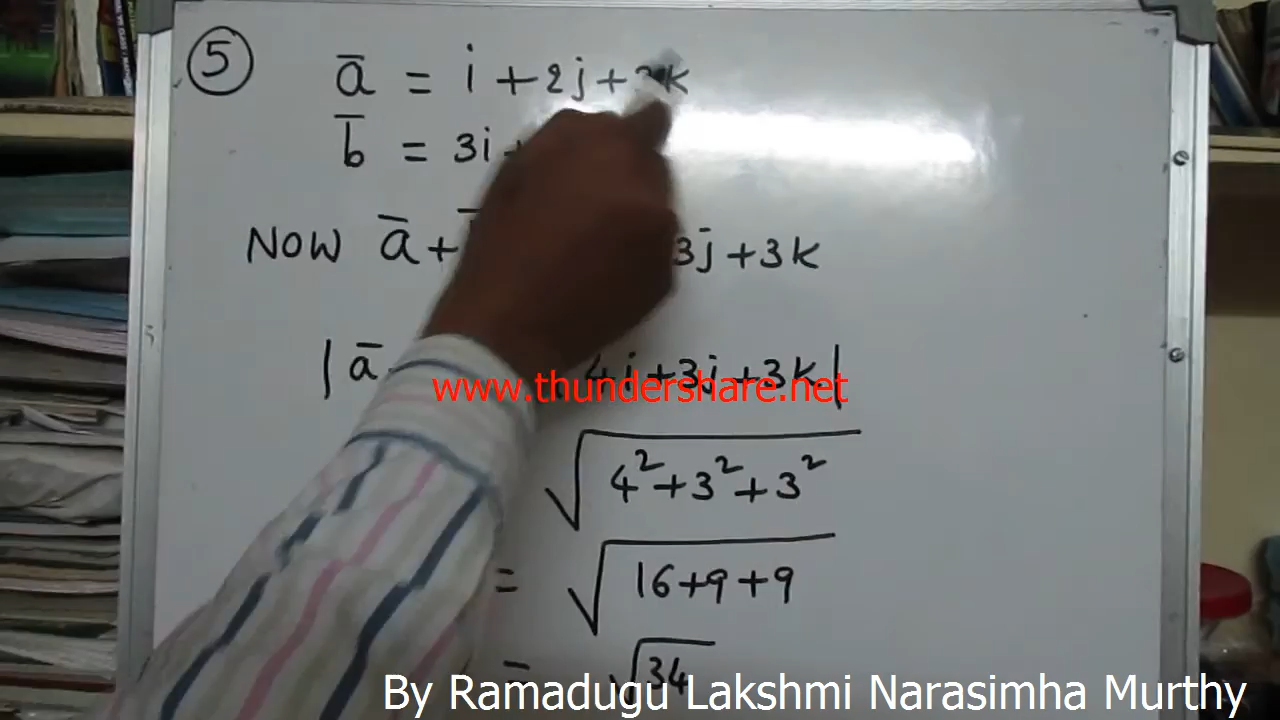 5
a̅ = i + 2j + k
b̅ = 3i +
NOW a̅ + 3j + 3k
| a̅ 4i + 3j + 3k |
www.thundershare.net
√4² + 3² + 3²
= √16 + 9 + 9
= √34
By Ramadugu Lakshmi Narasimha Murthy